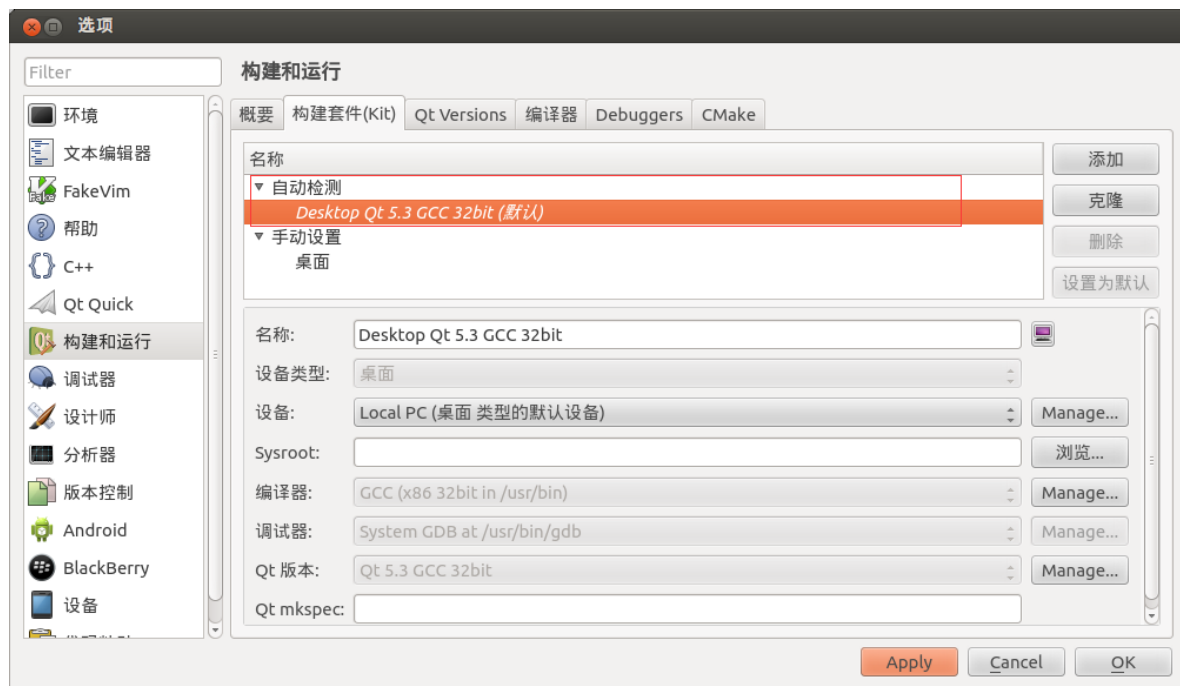 选项
Filter
环境
文本编辑器
FakeVim
帮助
C++
Qt Quick
构建和运行
调试器
设计师
分析器
版本控制
Android
BlackBerry
设备
构建和运行
概要 构建套件(Kit) Qt Versions 编译器 Debuggers CMake
名称
自动检测
Desktop Qt 5.3 GCC 32bit (默认)
手动设置
桌面
添加
克隆
删除
设置为默认
名称: Desktop Qt 5.3 GCC 32bit
设备类型: 桌面
设备: Local PC (桌面 类型的默认设备) Manage...
Sysroot: 浏览...
编译器: GCC (x86 32bit in /usr/bin) Manage...
调试器: System GDB at /usr/bin/gdb Manage...
Qt 版本: Qt 5.3 GCC 32bit Manage...
Qt mkspec:
Apply Cancel OK